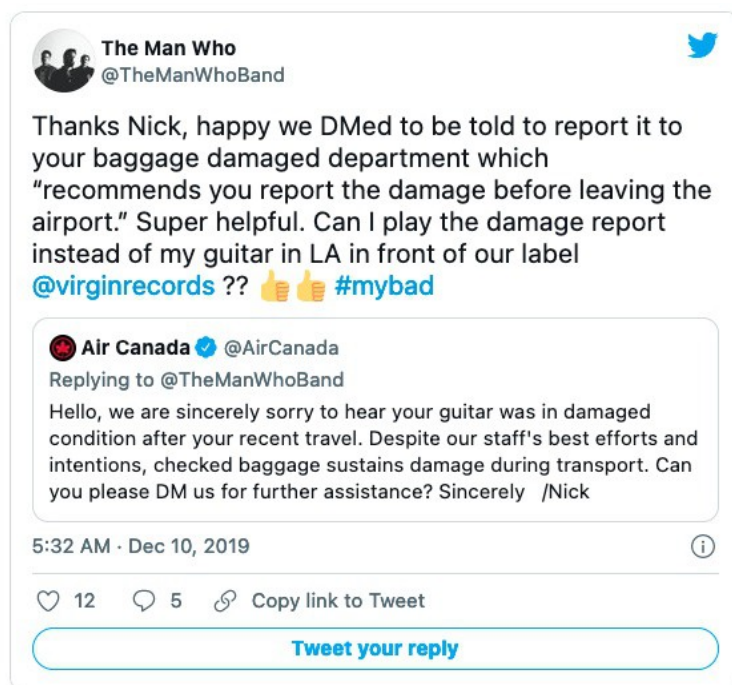 The Man Who
@TheManWhoBand
Thanks Nick, happy we DMed to be told to report it to
your baggage damaged department which
“recommends you report the damage before leaving the
airport.” Super helpful. Can I play the damage report
instead of my guitar in LA in front of our label
@virginrecords ?? 👍👍 #mybad
Air Canada @AirCanada
Replying to @TheManWhoBand
Hello, we are sincerely sorry to hear your guitar was in damaged
condition after your recent travel. Despite our staff's best efforts and
intentions, checked baggage sustains damage during transport. Can
you please DM us for further assistance? Sincerely /Nick
5:32 AM · Dec 10, 2019
12 5 Copy link to Tweet
Tweet your reply